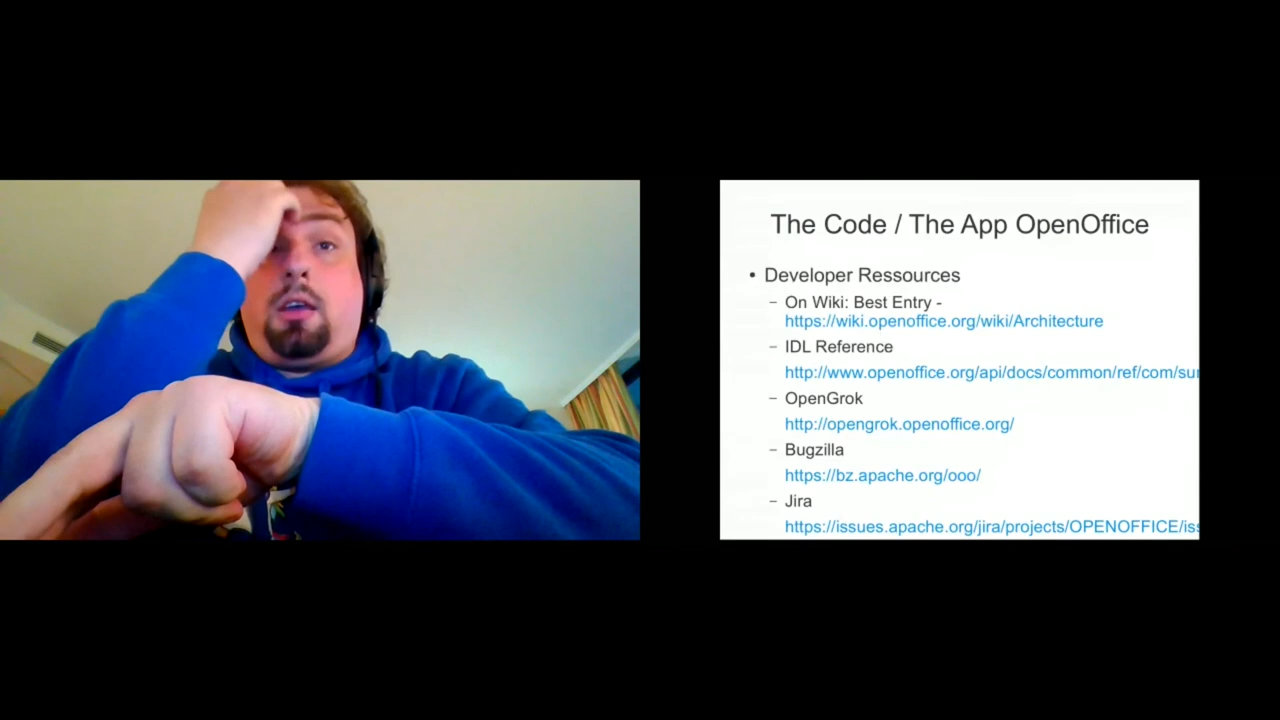 The Code / The App OpenOffice
• Developer Ressources
– On Wiki: Best Entry -
https://wiki.openoffice.org/wiki/Architecture
– IDL Reference
http://www.openoffice.org/api/docs/common/ref/com/sun
– OpenGrok
http://opengrok.openoffice.org/
– Bugzilla
https://bz.apache.org/ooo/
– Jira
https://issues.apache.org/jira/projects/OPENOFFICE/iss